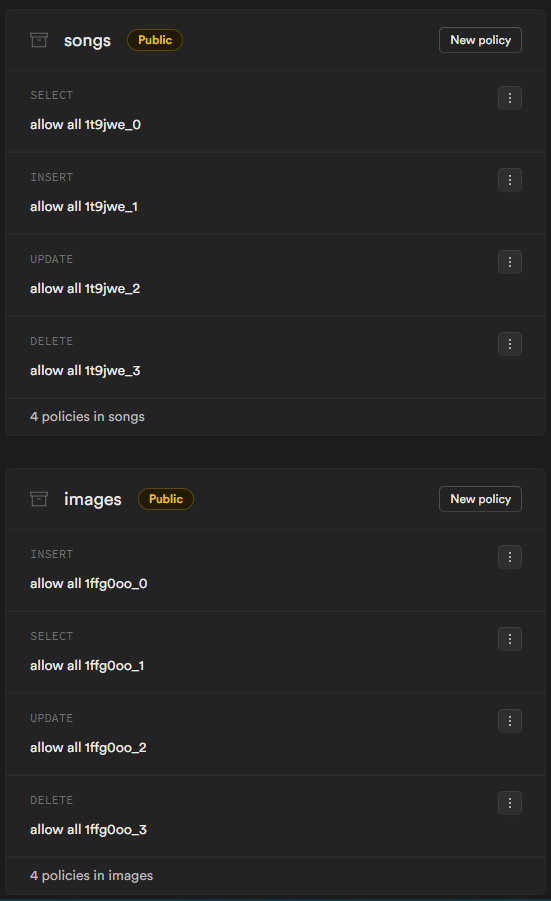 songs Public New policy
SELECT
allow all 1t9jwe_0
INSERT
allow all 1t9jwe_1
UPDATE
allow all 1t9jwe_2
DELETE
allow all 1t9jwe_3
4 policies in songs
images Public New policy
INSERT
allow all 1ffg0oo_0
SELECT
allow all 1ffg0oo_1
UPDATE
allow all 1ffg0oo_2
DELETE
allow all 1ffg0oo_3
4 policies in images